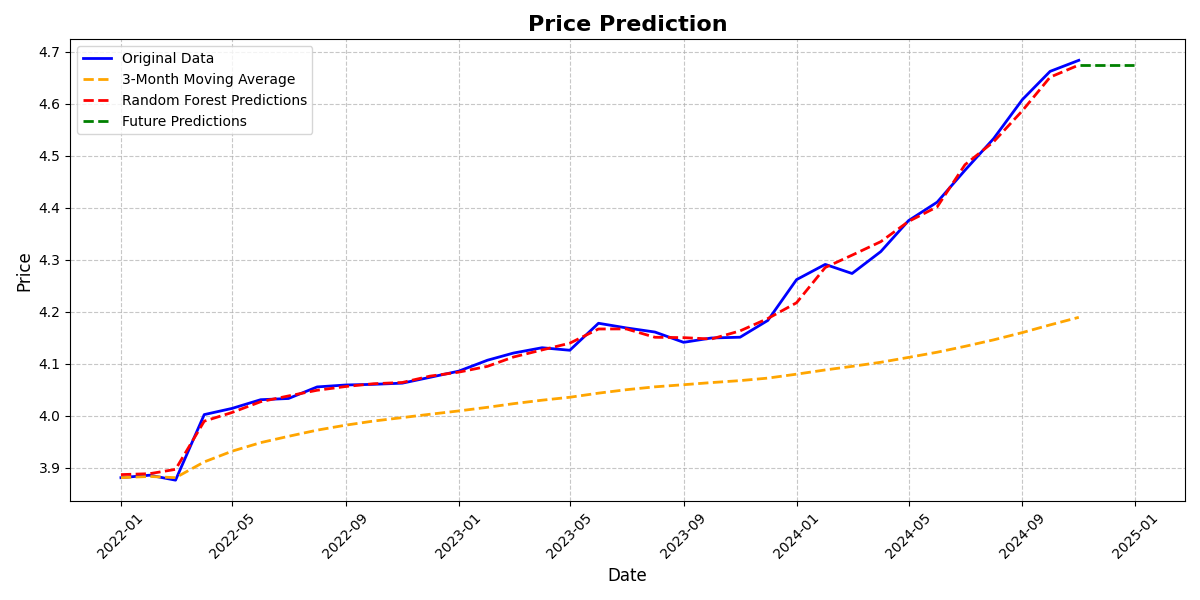 Price Prediction
Original Data
3-Month Moving Average
Random Forest Predictions
Future Predictions
Price
4.7
4.6
4.5
4.4
4.3
4.2
4.1
4.0
3.9
2022-01
2022-05
2022-09
2023-01
2023-05
2023-09
2024-01
2024-05
2024-09
2025-01
Date